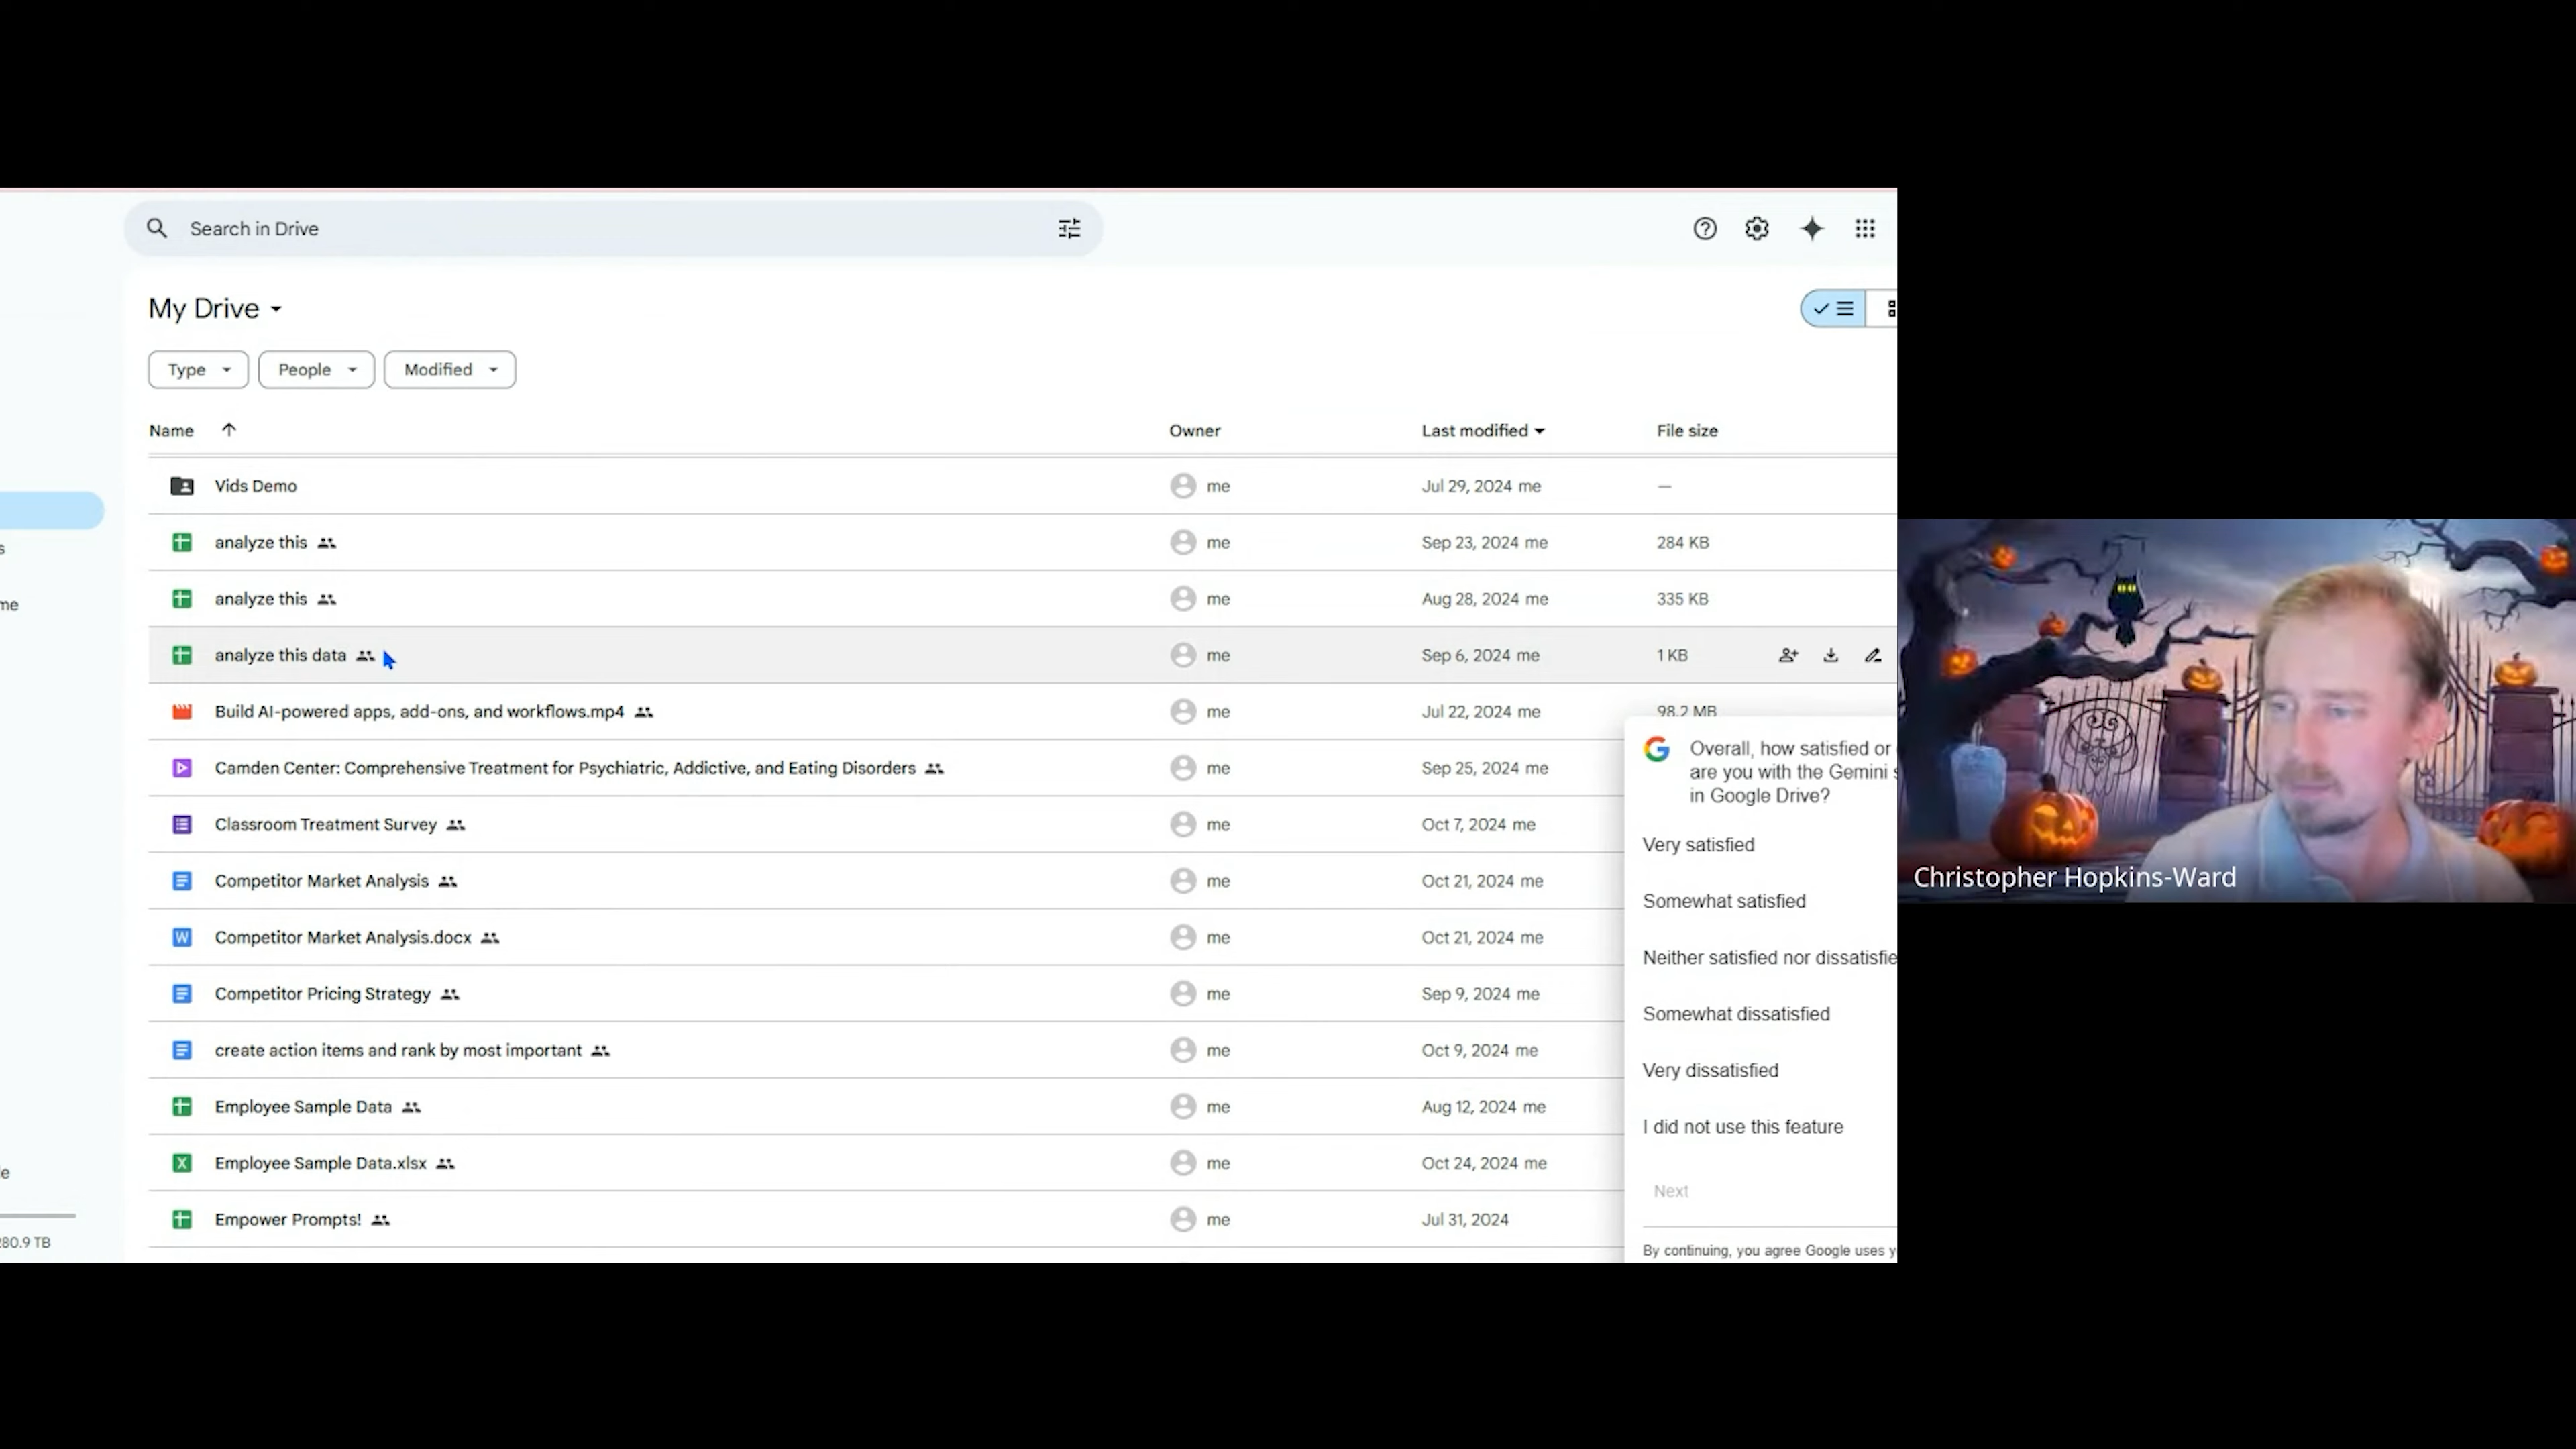 Search in Drive
My Drive
Type People Modified
Name Owner Last modified File size
Vids Demo me Jul 29, 2024 me —
analyze this me Sep 23, 2024 me 284 KB
analyze this me Aug 28, 2024 me 335 KB
analyze this data me Sep 6, 2024 me 1 KB
Build AI-powered apps, add-ons, and workflows.mp4 me Jul 22, 2024 me 98.2 MB
Camden Center: Comprehensive Treatment for Psychiatric, Addictive, and Eating Disorders me Sep 25, 2024 me
Classroom Treatment Survey me Oct 7, 2024 me
Competitor Market Analysis me Oct 21, 2024 me
Competitor Market Analysis.docx me Oct 21, 2024 me
Competitor Pricing Strategy me Sep 9, 2024 me
create action items and rank by most important me Oct 9, 2024 me
Employee Sample Data me Aug 12, 2024 me
Employee Sample Data.xlsx me Oct 24, 2024 me
Empower Prompts! me Jul 31, 2024
s
me
le
280.9 TB
Overall, how satisfied or
are you with the Gemini s
in Google Drive?
Very satisfied
Somewhat satisfied
Neither satisfied nor dissatisfie
Somewhat dissatisfied
Very dissatisfied
I did not use this feature
Next
By continuing, you agree Google uses y
Christopher Hopkins-Ward